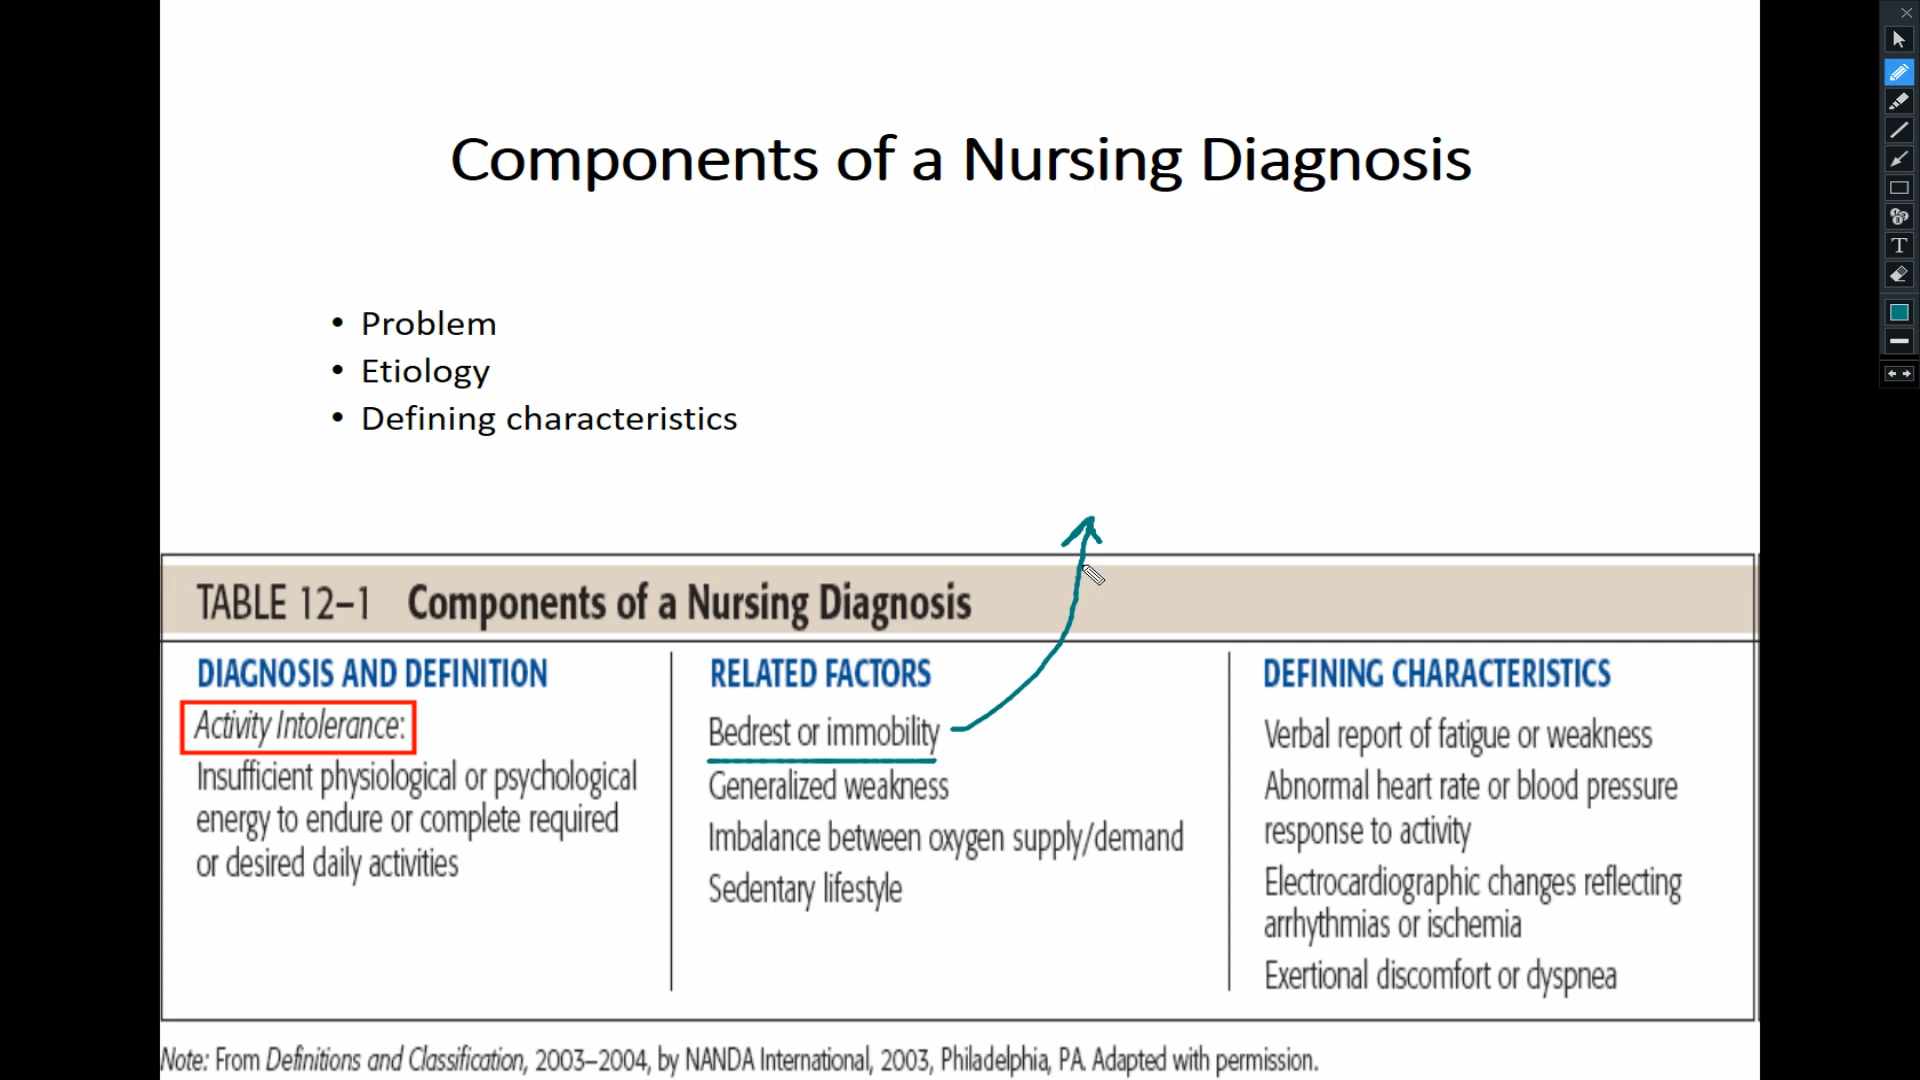 Components of a Nursing Diagnosis
• Problem
• Etiology
• Defining characteristics
TABLE 12–1 Components of a Nursing Diagnosis
DIAGNOSIS AND DEFINITION
Activity Intolerance:
Insufficient physiological or psychological
energy to endure or complete required
or desired daily activities
RELATED FACTORS
Bedrest or immobility
Generalized weakness
Imbalance between oxygen supply/demand
Sedentary lifestyle
DEFINING CHARACTERISTICS
Verbal report of fatigue or weakness
Abnormal heart rate or blood pressure
response to activity
Electrocardiographic changes reflecting
arrhythmias or ischemia
Exertional discomfort or dyspnea
Note: From Definitions and Classification, 2003–2004, by NANDA International, 2003, Philadelphia, PA. Adapted with permission.